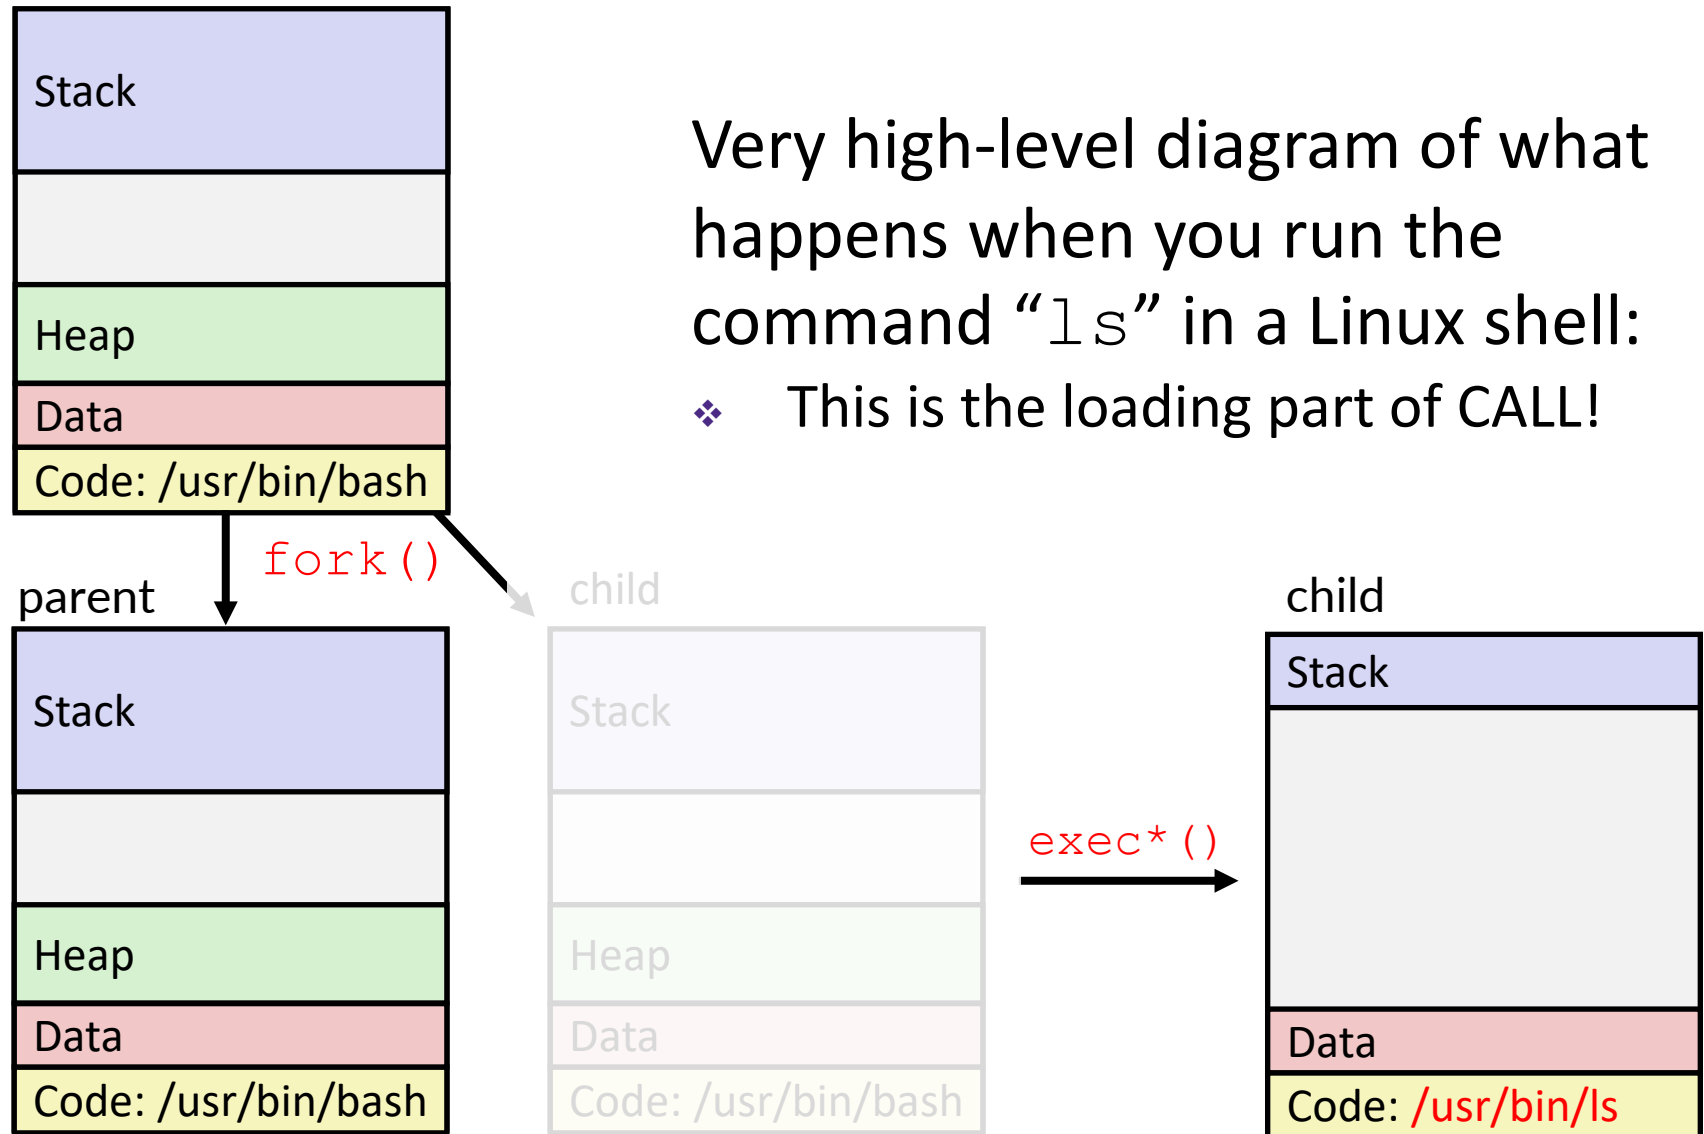 Stack
Heap
Data
Code: /usr/bin/bash
Very high-level diagram of what
happens when you run the
command “ls” in a Linux shell:
❖ This is the loading part of CALL!
fork()
parent
Stack
Heap
Data
Code: /usr/bin/bash
child
Stack
Heap
Data
Code: /usr/bin/bash
exec*()
child
Stack
Data
Code: /usr/bin/ls